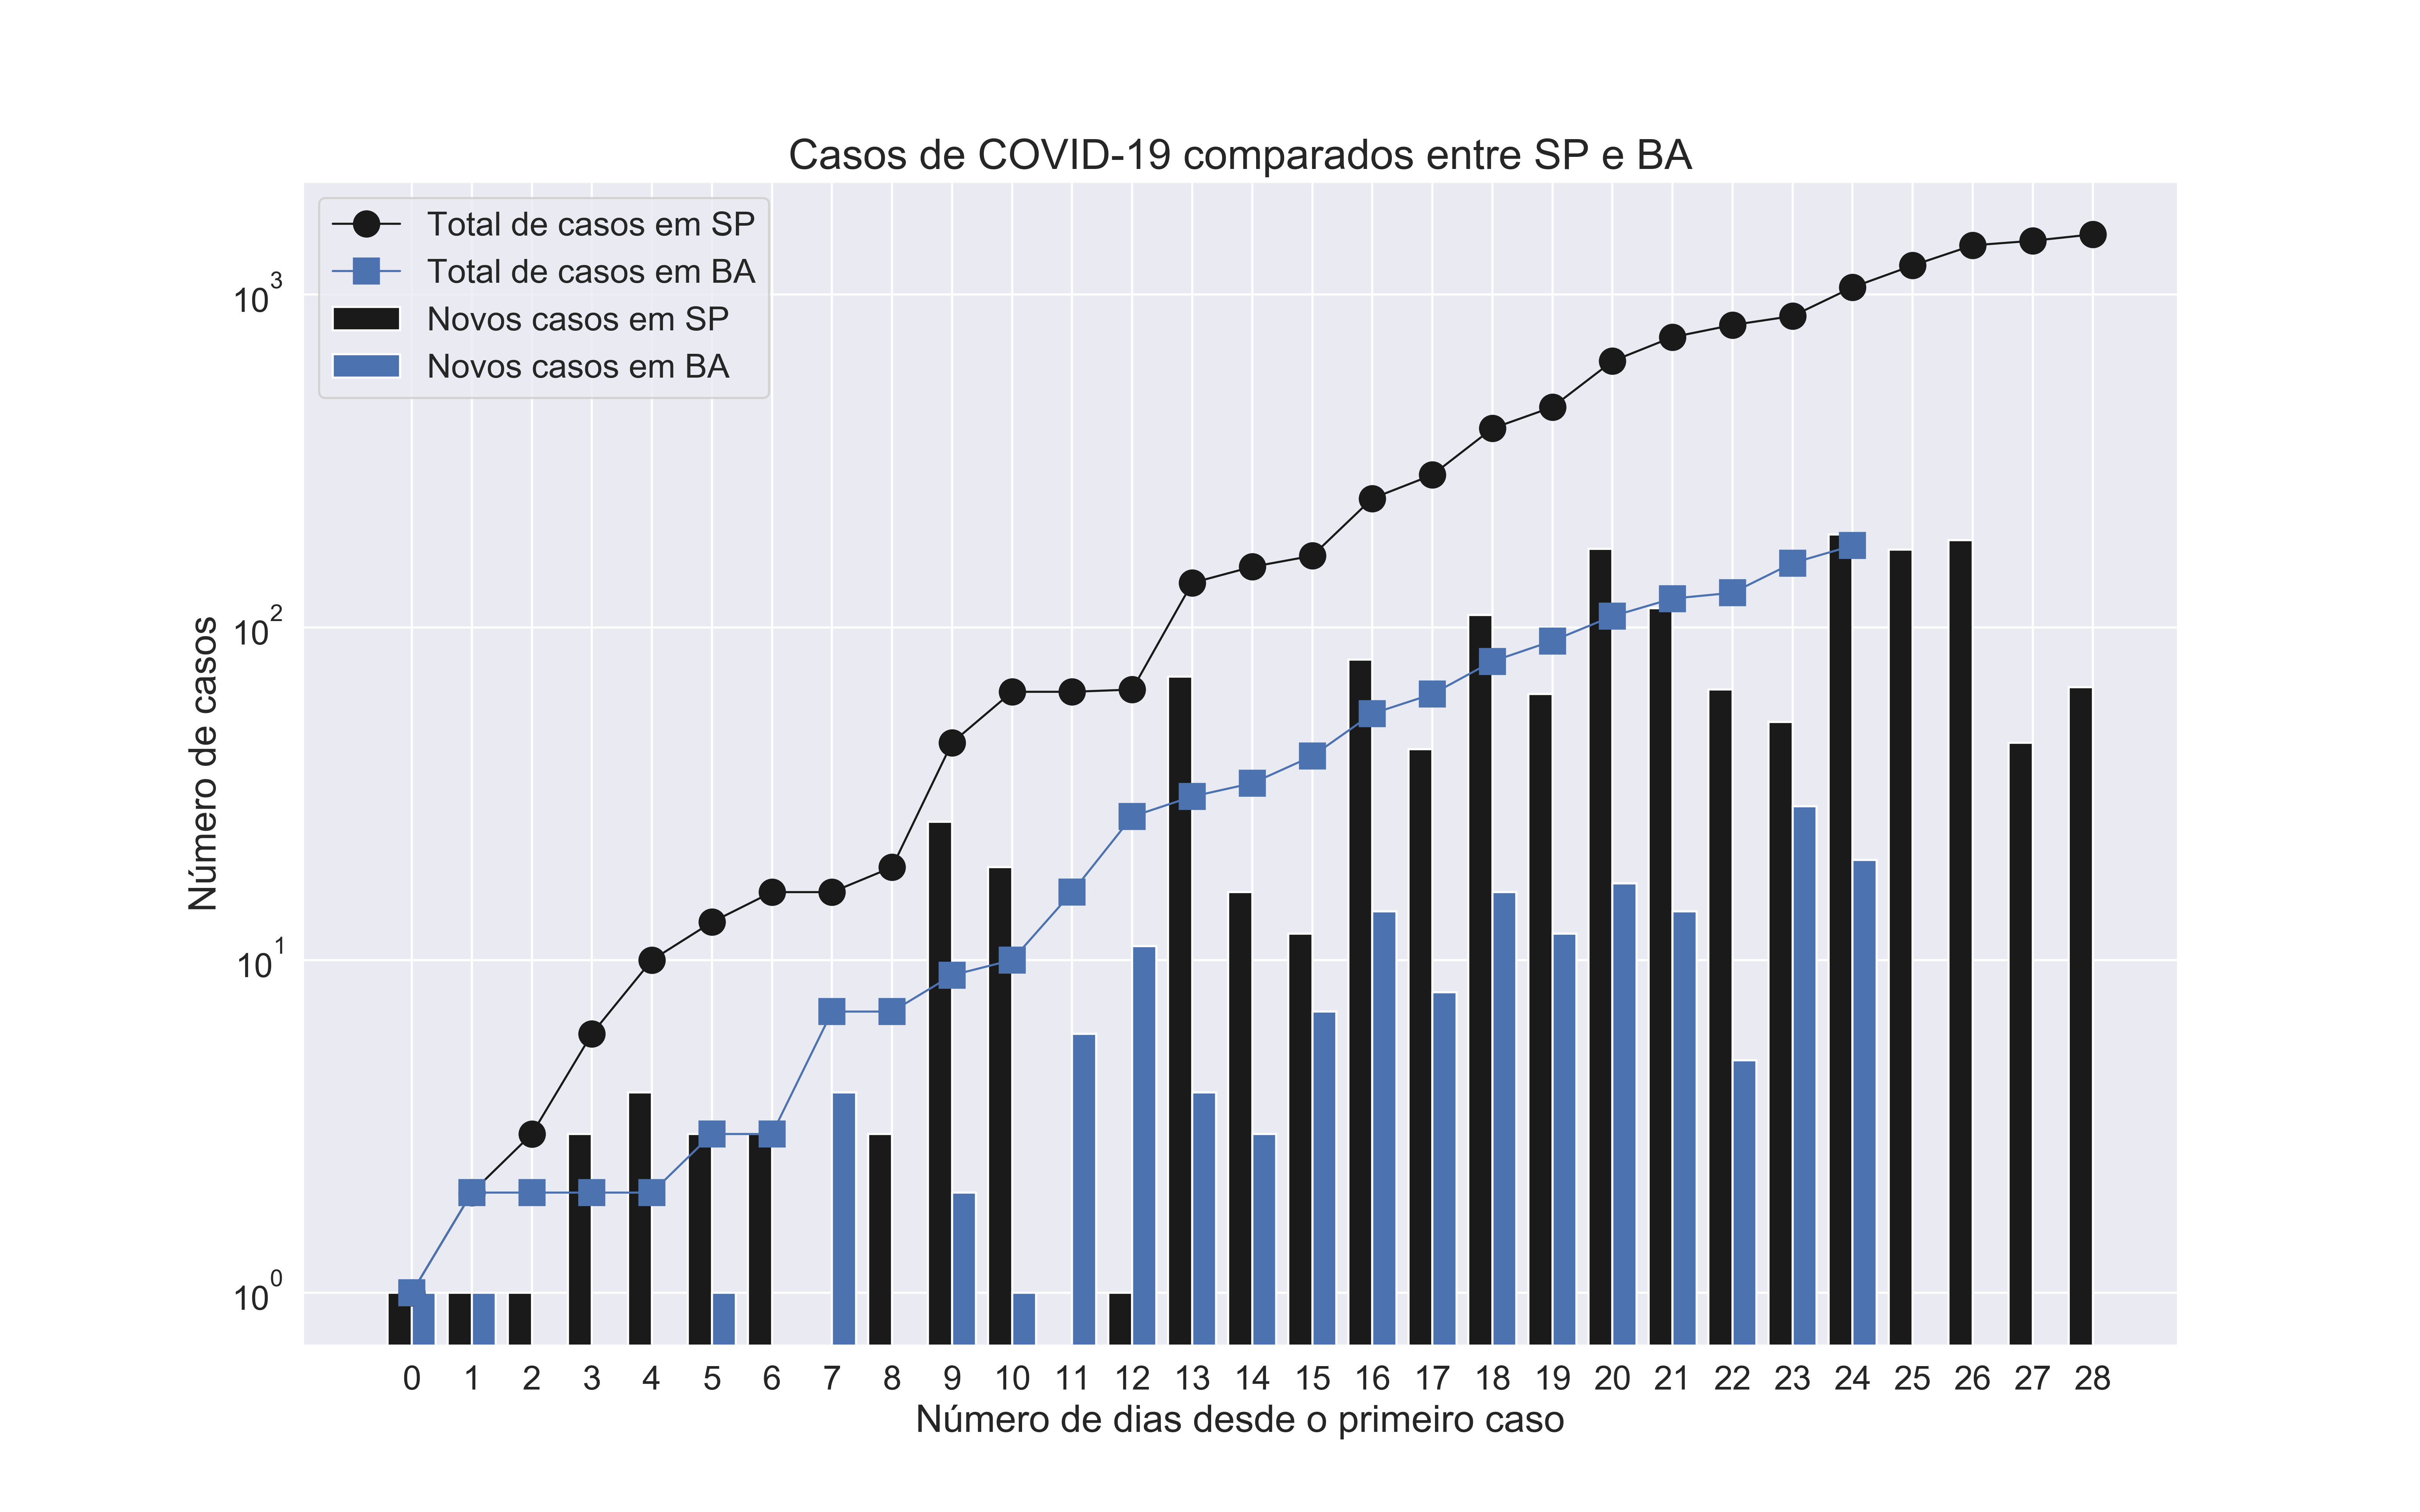 Casos de COVID-19 comparados entre SP e BA
Total de casos em SP
Total de casos em BA
Novos casos em SP
Novos casos em BA
Número de casos
10³
10²
10¹
10⁰
0 1 2 3 4 5 6 7 8 9 10 11 12 13 14 15 16 17 18 19 20 21 22 23 24 25 26 27 28
Número de dias desde o primeiro caso